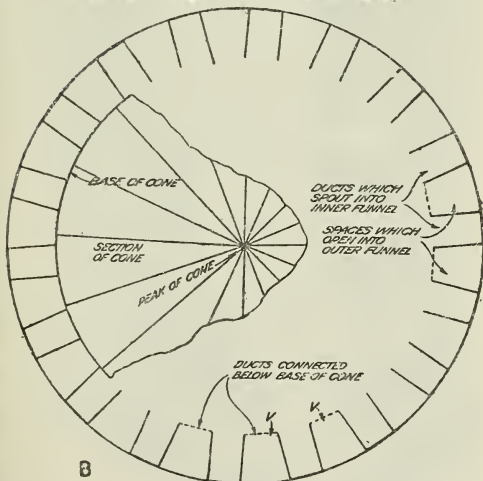 BASE OF CONE
SECTION
OF CONE
PEAK OF CONE
DUCTS WHICH
SPOUT INTO
INNER FUNNEL
SPACES WHICH
OPEN INTO
OUTER FUNNEL
DUCTS CONNECTED
BELOW BASE OF CONE
V
V
B